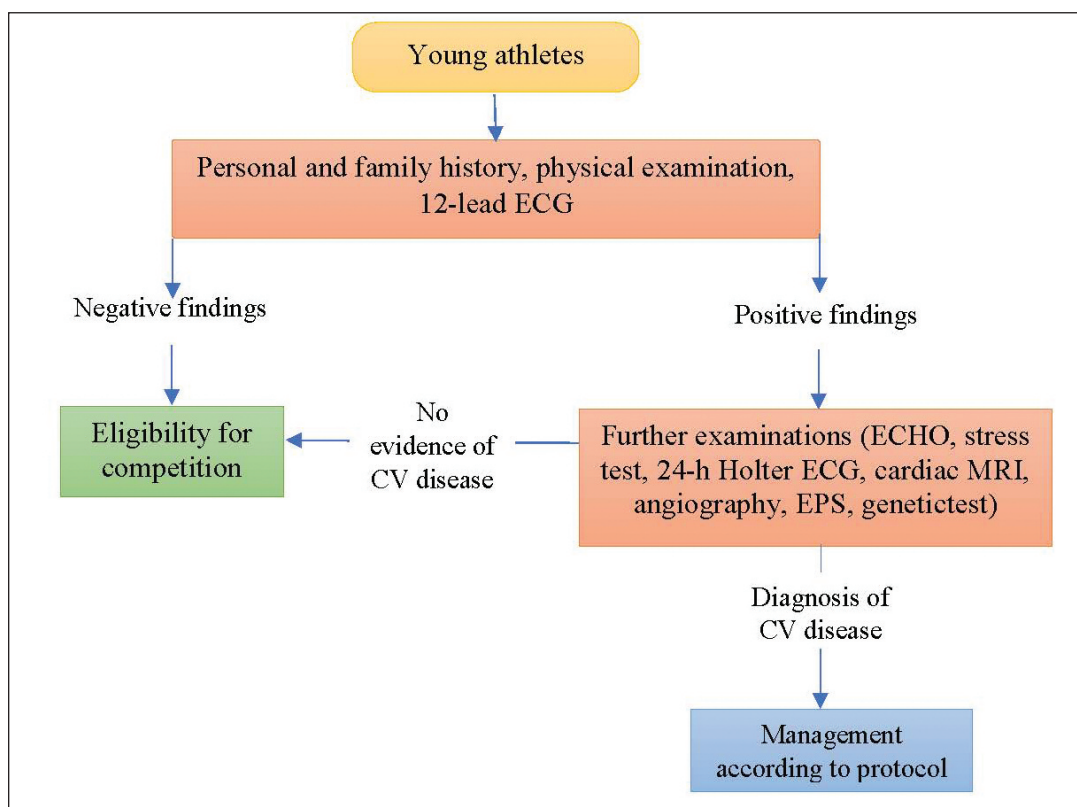 Young athletes
Personal and family history, physical examination,
12-lead ECG
Negative findings
Positive findings
Eligibility for
competition
No
evidence of
CV disease
Further examinations (ECHO, stress
test, 24-h Holter ECG, cardiac MRI,
angiography, EPS, genetictest)
Diagnosis of
CV disease
Management
according to protocol